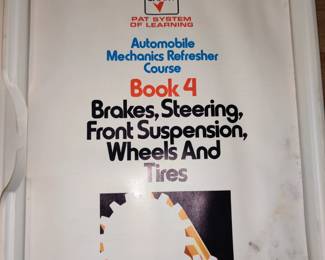 PAT SYSTEM
OF LEARNING
Automobile
Mechanics Refresher
Course
Book 4
Brakes, Steering,
Front Suspension,
Wheels And
Tires